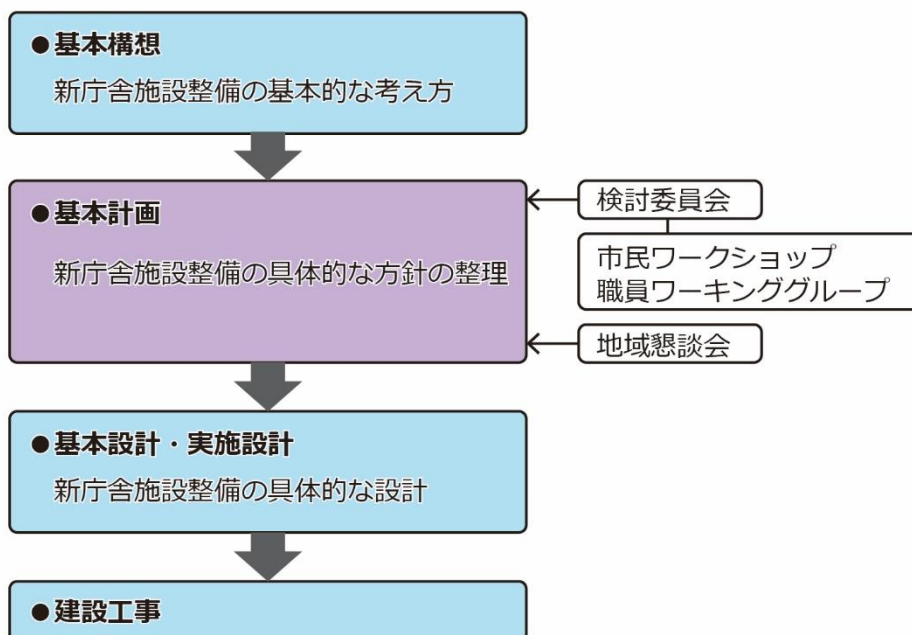 ●基本構想
新庁舎施設整備の基本的な考え方
●基本計画
新庁舎施設整備の具体的な方針の整理
検討委員会
市民ワークショップ
職員ワーキンググループ
地域懇談会
●基本設計・実施設計
新庁舎施設整備の具体的な設計
●建設工事